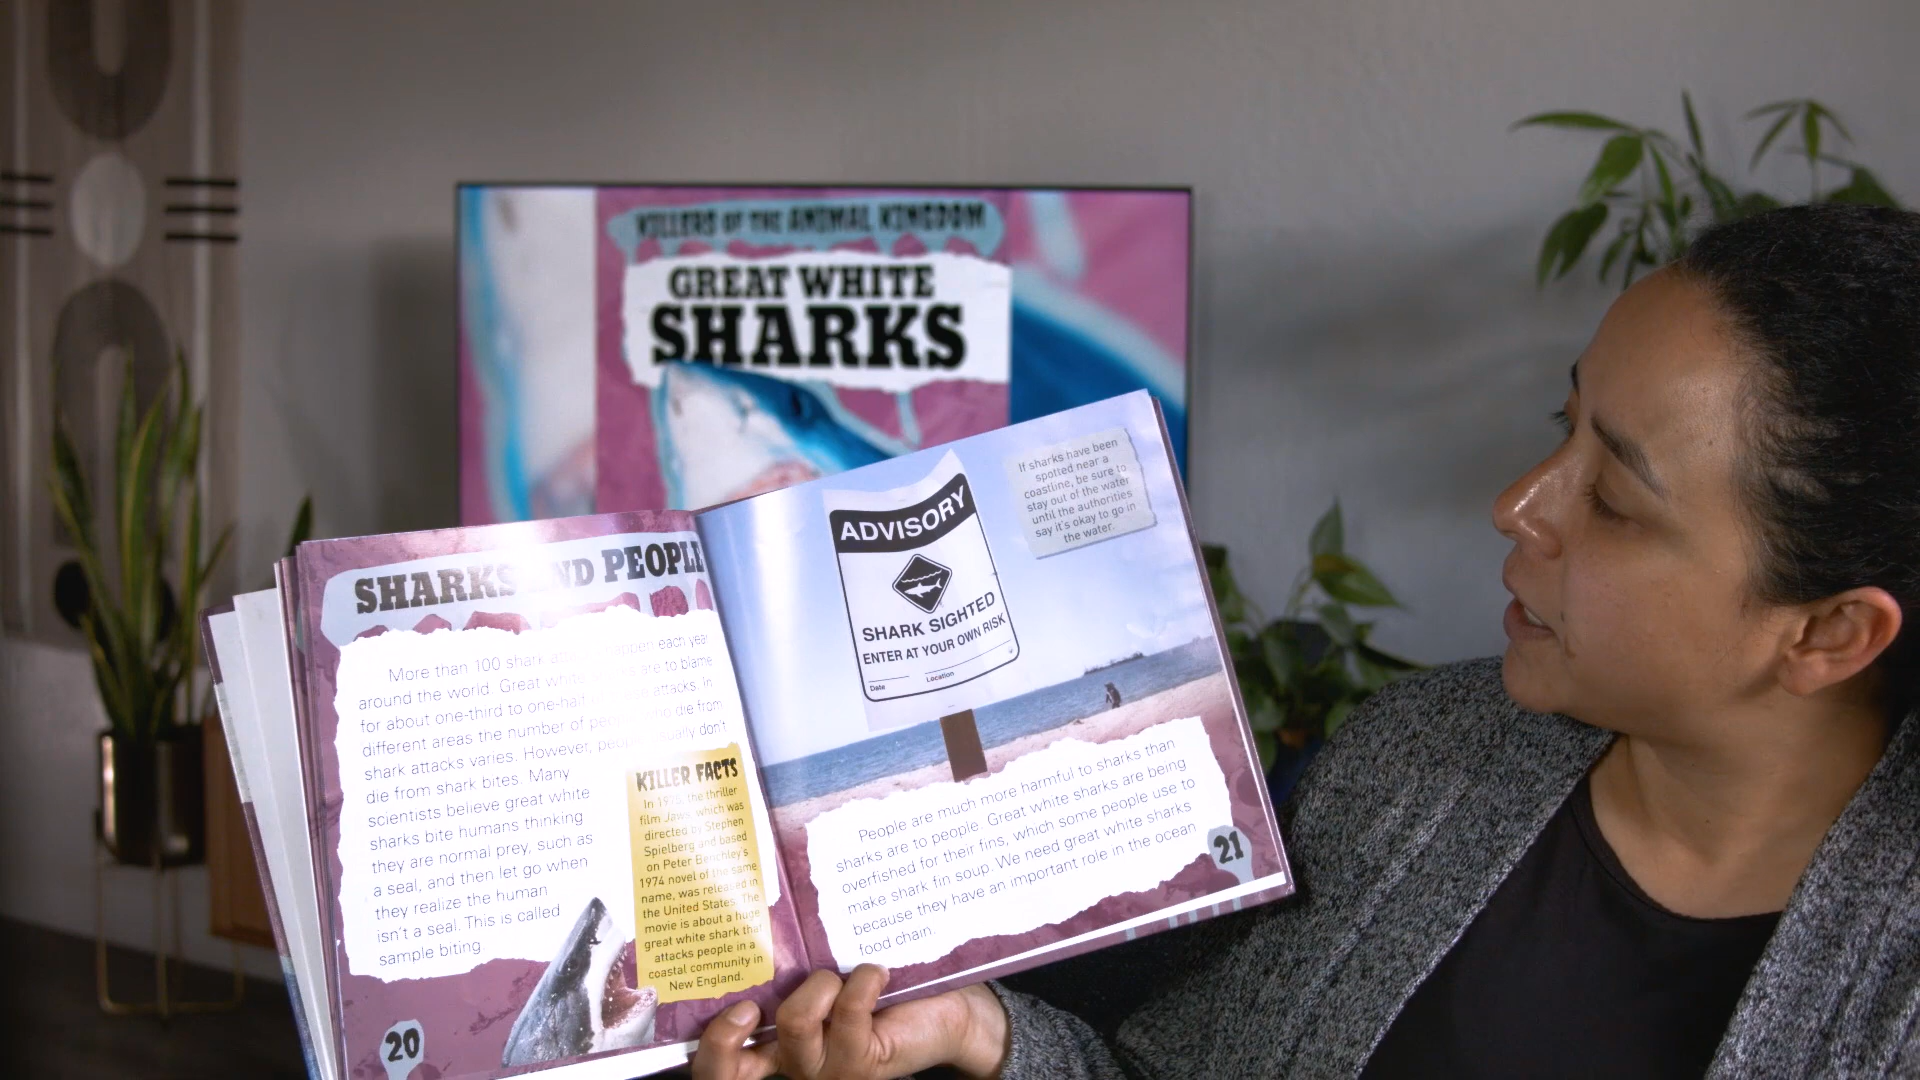 KILLERS OF THE ANIMAL KINGDOM
GREAT WHITE
SHARKS
SHARKS AND PEOPLE
More than 100 shark happen each year
around the world. Great white are to blame
for about one-third to one-half attacks. In
different areas the number of people who die from
shark attacks varies. However, people usually don't
die from shark bites. Many
scientists believe great white
sharks bite humans thinking
they are normal prey, such as
a seal, and then let go when
they realize the human
isn't a seal. This is called
sample biting.
KILLER FACTS
In 1975, the thriller
film Jaws, which was
directed by Stephen
Spielberg and based
on Peter Benchley's
1974 novel of the same
name, was released in
the United States. The
movie is about a huge
great white shark that
attacks people in a
coastal community in
New England.
20
ADVISORY
SHARK SIGHTED
ENTER AT YOUR OWN RISK
Date Location
If sharks have been
spotted near a
coastline, be sure to
stay out of the water
until the authorities
say it's okay to go in
the water.
People are much more harmful to sharks than
sharks are to people. Great white sharks are being
overfished for their fins, which some people use to
make shark fin soup. We need great white sharks
because they have an important role in the ocean
food chain.
21